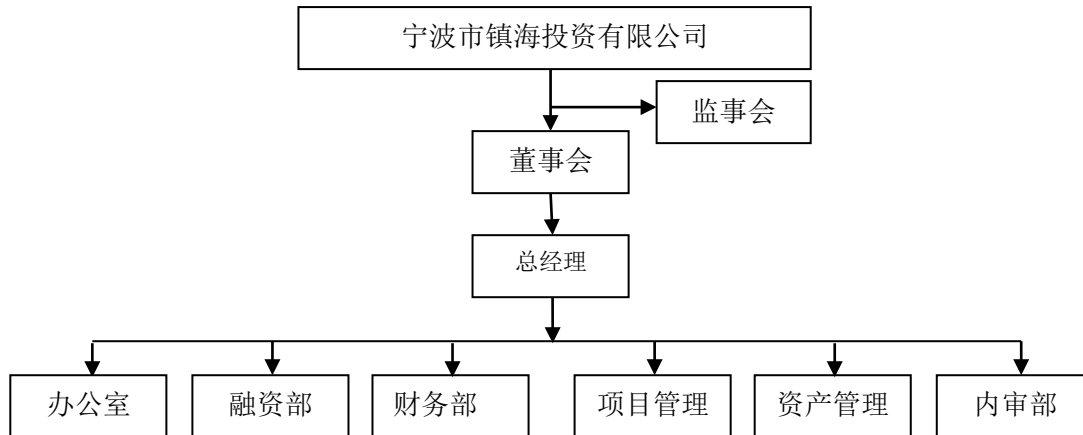 宁波市镇海投资有限公司
监事会
董事会
总经理
办公室
融资部
财务部
项目管理
资产管理
内审部